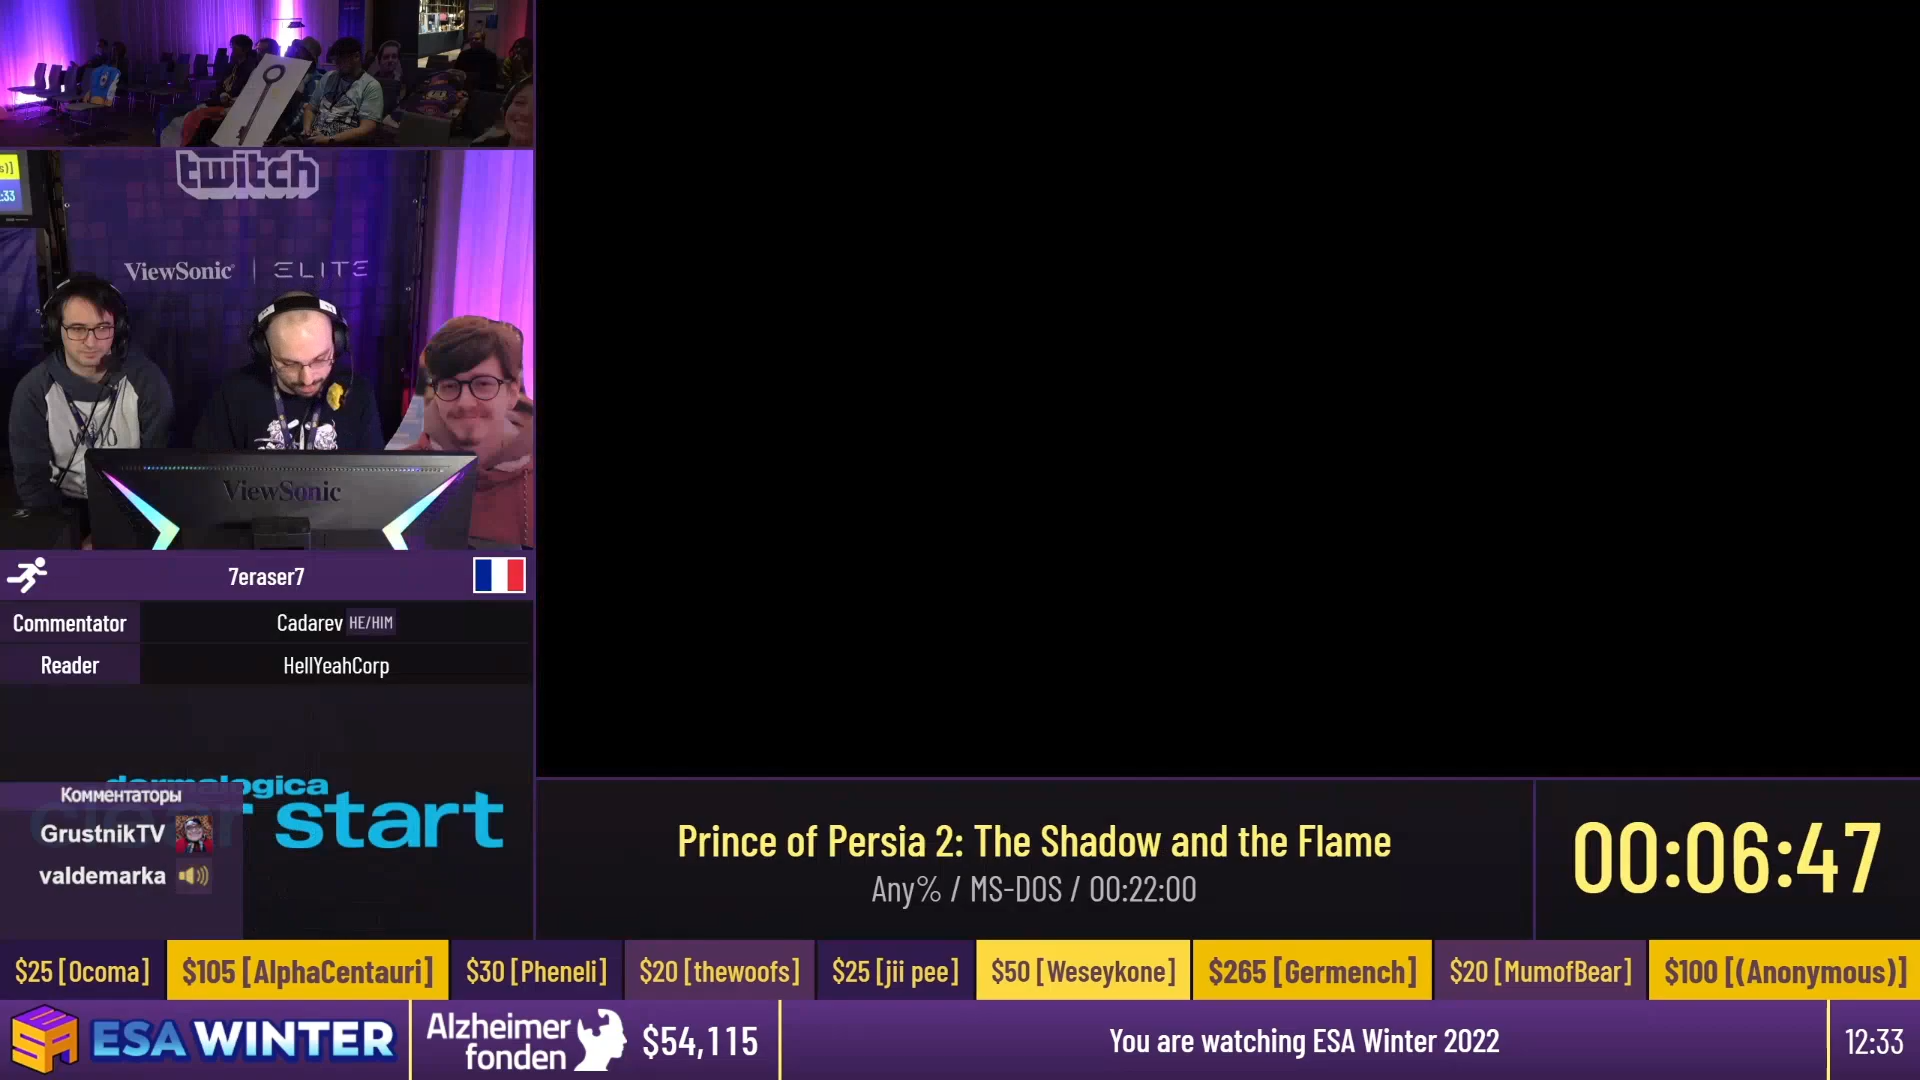 twitch
s)]
:33
ViewSonic | ELITE
ViewSonic
7eraser7
Commentator Cadarev HE/HIM
Reader HellYeahCorp
dermalogica
clear start
Комментаторы
GrustnikTV
valdemarka
Prince of Persia 2: The Shadow and the Flame
Any% / MS-DOS / 00:22:00
00:06:47
$25 [Ocoma] $105 [AlphaCentauri] $30 [Pheneli] $20 [thewoofs] $25 [jii pee] $50 [Weseykone] $265 [Germench] $20 [MumofBear] $100 [(Anonymous)]
ESA WINTER
Alzheimer
fonden
$54,115
You are watching ESA Winter 2022
12:33